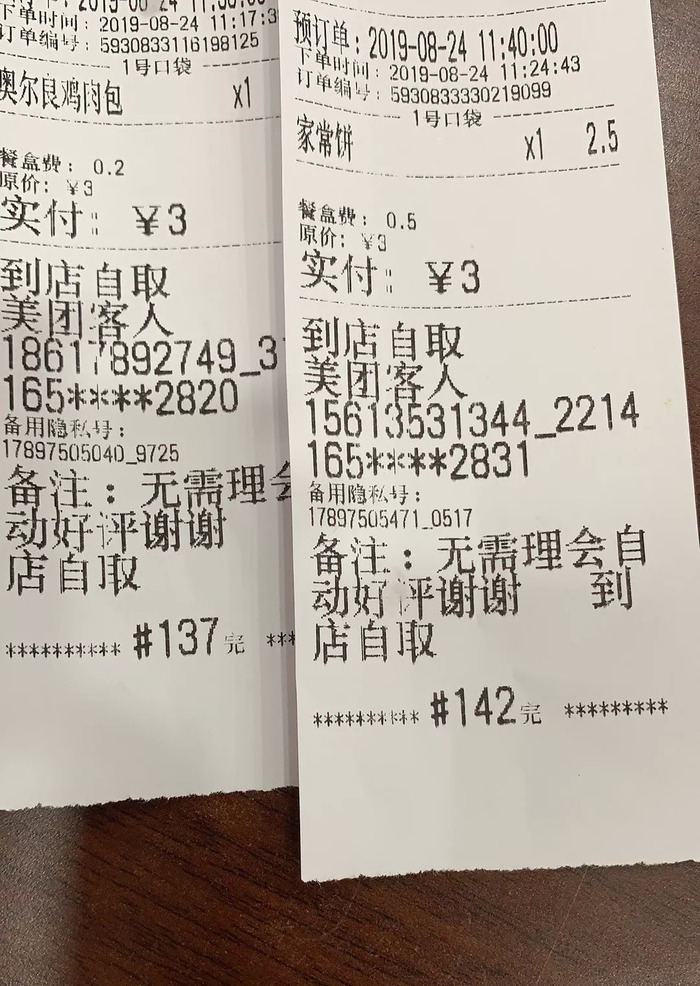 2019-08-24 11:50:00
下单时间: 2019-08-24 11:17:3
订单编号: 5930833116198125
1号口袋
奥尔良鸡肉包 x1
餐盒费: 0.2
原价: ¥3
实付: ¥3
到店自取
美团客人
18617892749_3
165****2820
备用隐私号:
17897505040_9725
备注: 无需理会
动好评谢谢
店自取
********** #137完 ***
预订单:2019-08-24 11:40:00
下单时间: 2019-08-24 11:24:43
订单编号: 5930833330219099
1号口袋
家常饼 x1 2.5
餐盒费: 0.5
原价: ¥3
实付: ¥3
到店自取
美团客人
15613531344_2214
165****2831
备用隐私号:
17897505471_0517
备注: 无需理会自
动好评谢谢 到
店自取
********** #142完 *********